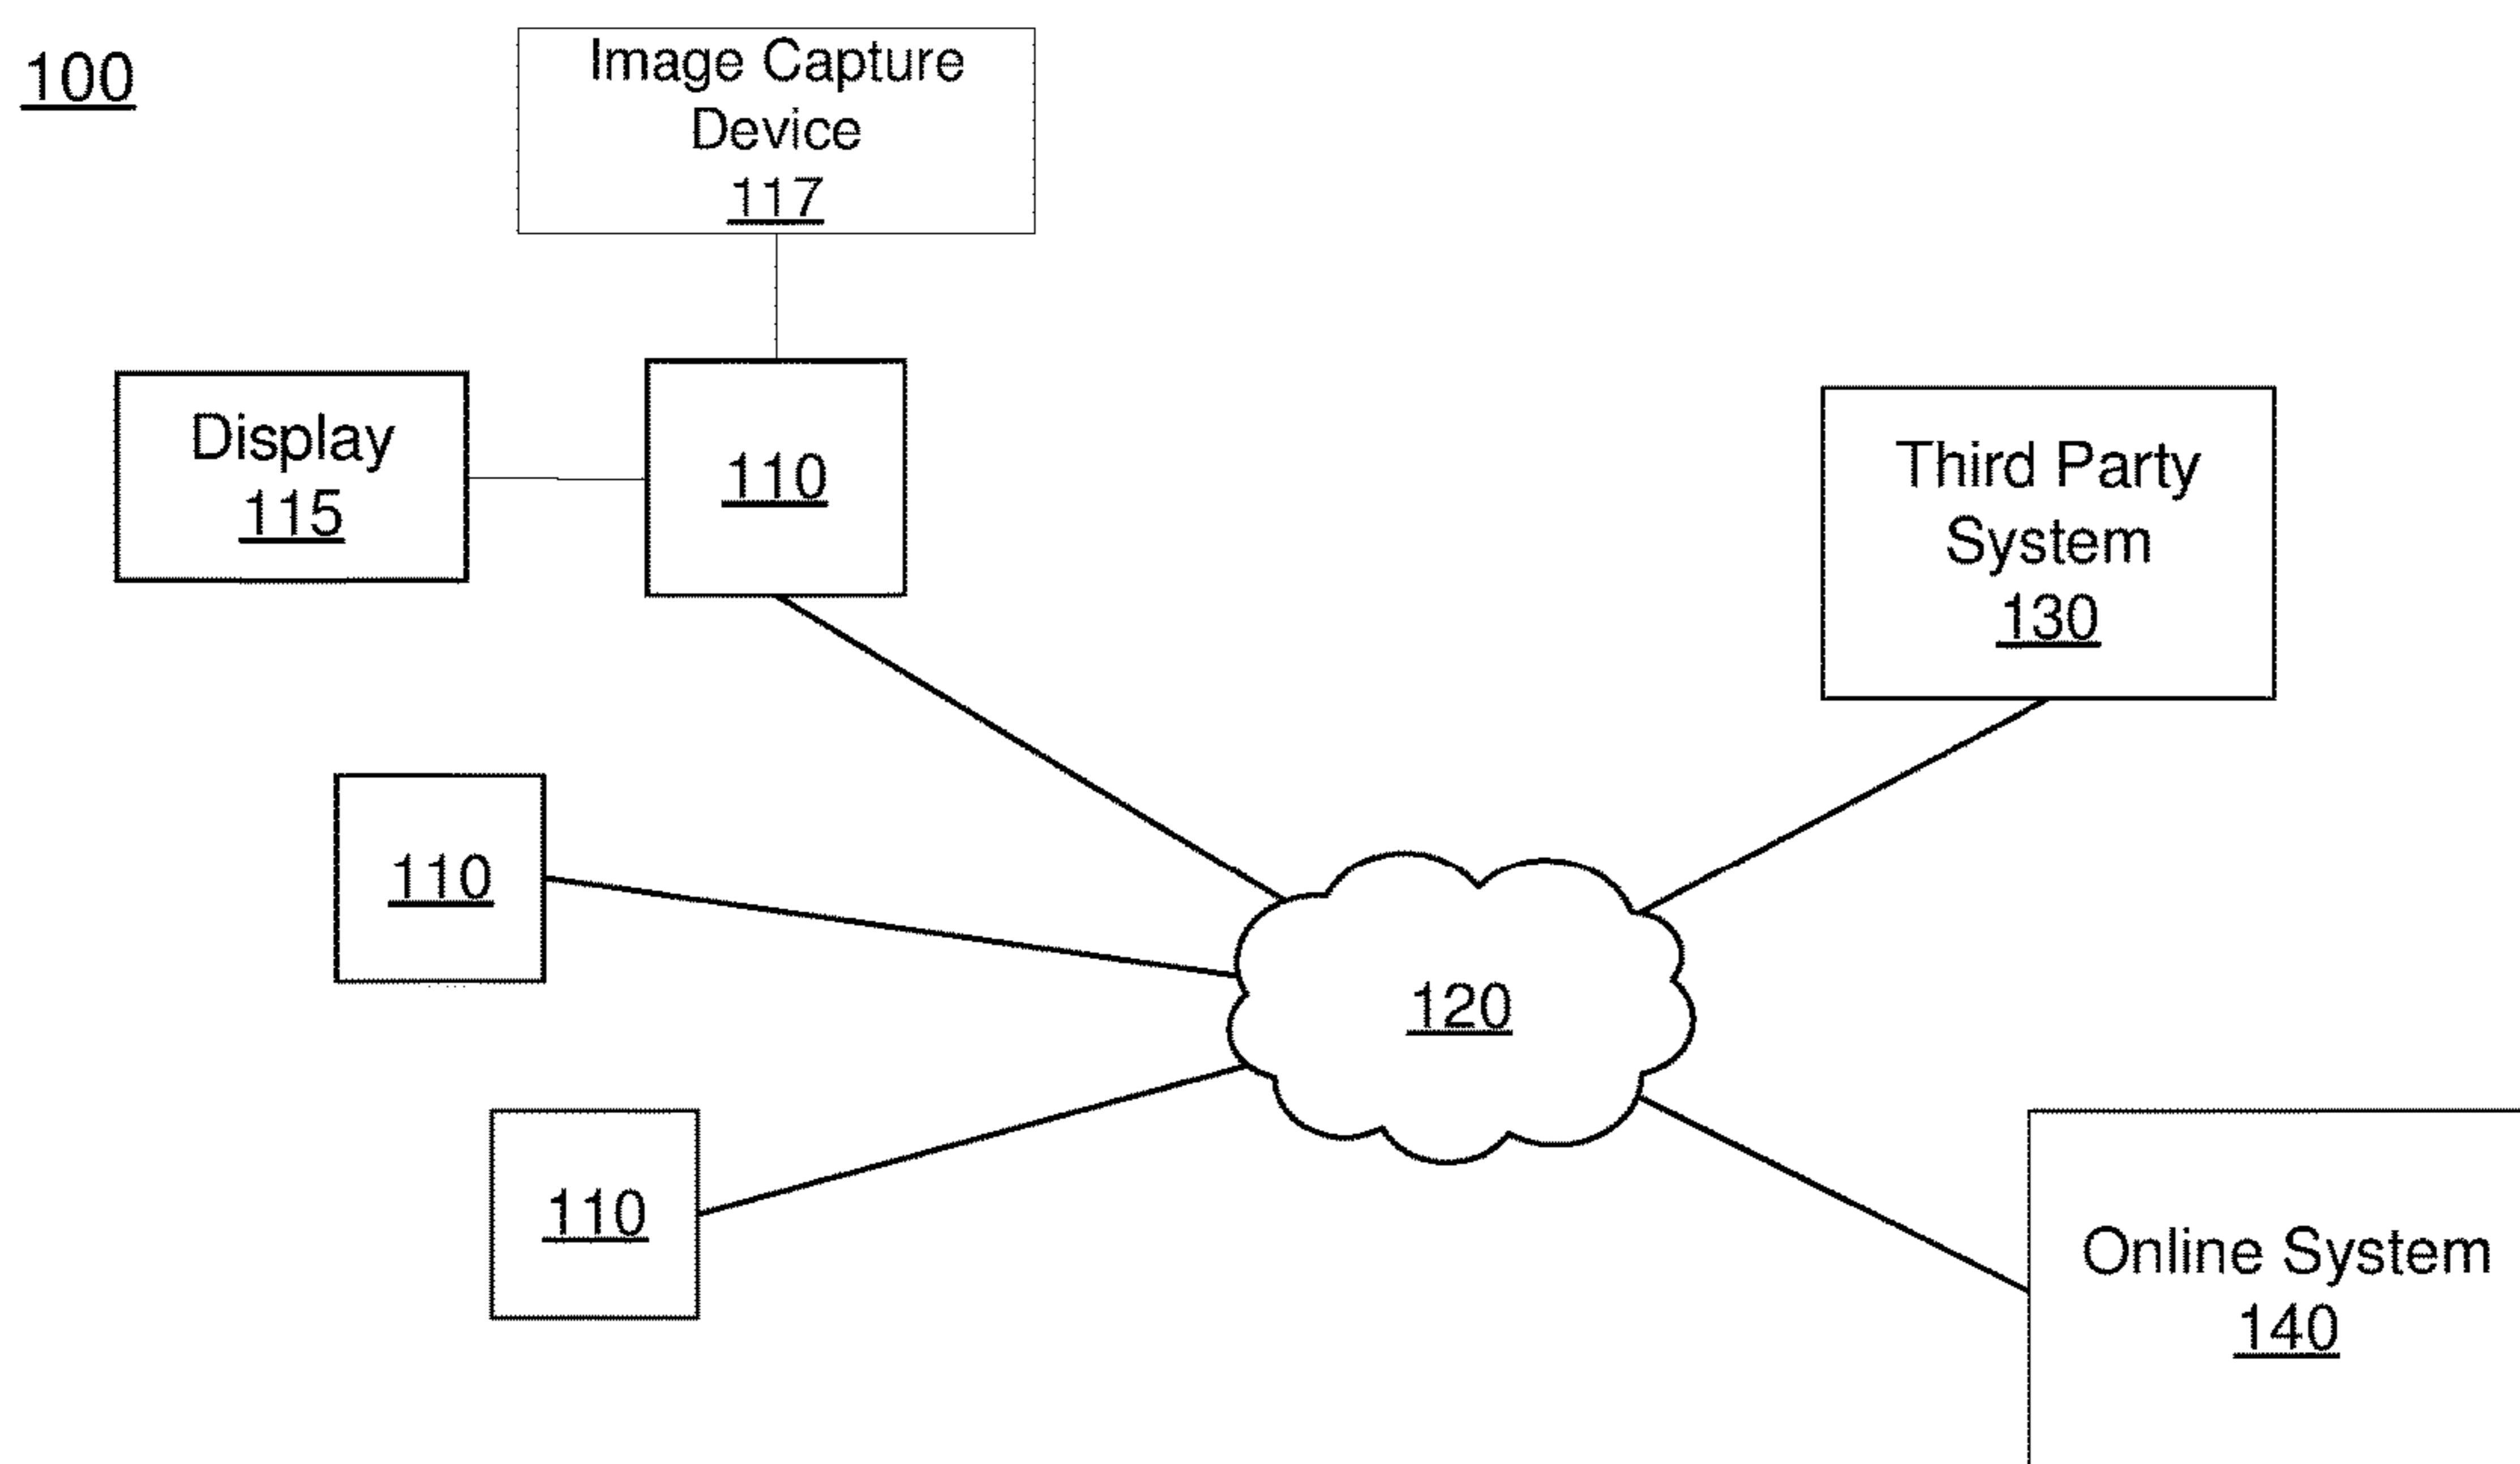 100
Image Capture
Device
117
Display
115
110
Third Party
System
130
110
120
110
Online System
140